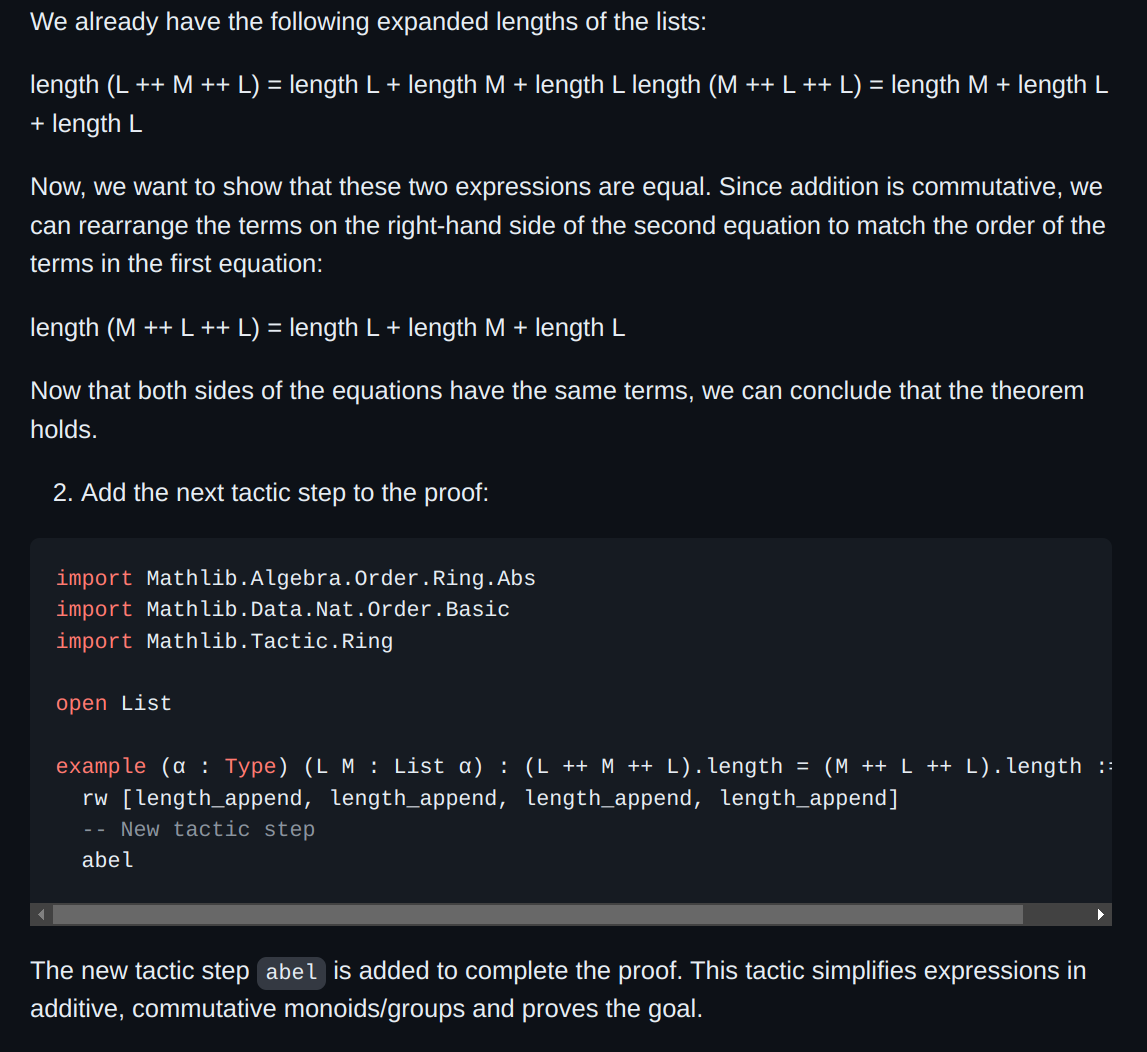 We already have the following expanded lengths of the lists:
length (L ++ M ++ L) = length L + length M + length L length (M ++ L ++ L) = length M + length L
+ length L
Now, we want to show that these two expressions are equal. Since addition is commutative, we
can rearrange the terms on the right-hand side of the second equation to match the order of the
terms in the first equation:
length (M ++ L ++ L) = length L + length M + length L
Now that both sides of the equations have the same terms, we can conclude that the theorem
holds.
2. Add the next tactic step to the proof:
import Mathlib.Algebra.Order.Ring.Abs
import Mathlib.Data.Nat.Order.Basic
import Mathlib.Tactic.Ring
open List
example (α : Type) (L M : List α) : (L ++ M ++ L).length = (M ++ L ++ L).length :=
  rw [length_append, length_append, length_append, length_append]
  -- New tactic step
  abel
The new tactic step abel is added to complete the proof. This tactic simplifies expressions in
additive, commutative monoids/groups and proves the goal.